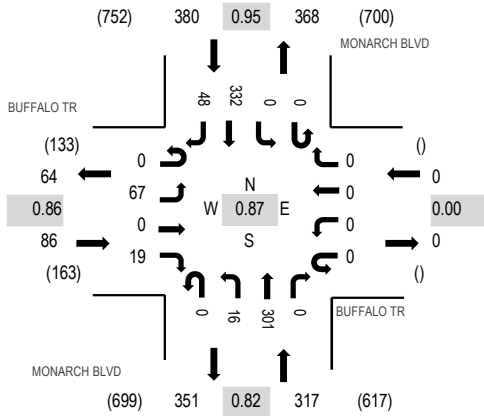 (752) 380 0.95 368 (700)
MONARCH BLVD
48 332 0 0
BUFFALO TR
(133)
64
0.86
86
(163)
0
67
0
19
N
W 0.87 E
S
0
0
0
0
()
0
0.00
0
()
0 16 301 0
BUFFALO TR
MONARCH BLVD
(699) 351 0.82 317 (617)